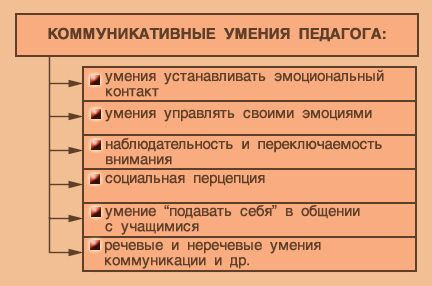 КОММУНИКАТИВНЫЕ УМЕНИЯ ПЕДАГОГА:
умения устанавливать эмоциональный
контакт
умения управлять своими эмоциями
наблюдательность и переключаемость
внимания
социальная перцепция
умение “подавать себя” в общении
с учащимися
речевые и неречевые умения
коммуникации и др.